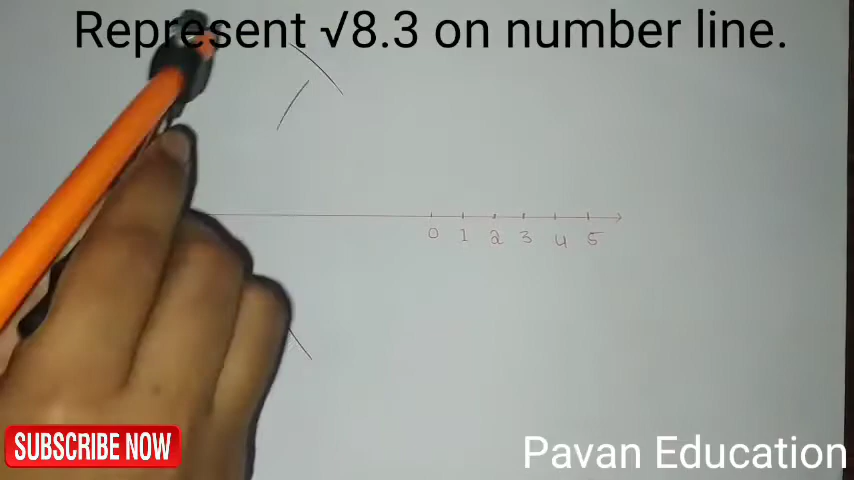 Represent √8.3 on number line.
0 1 2 3 4 5
SUBSCRIBE NOW
Pavan Education